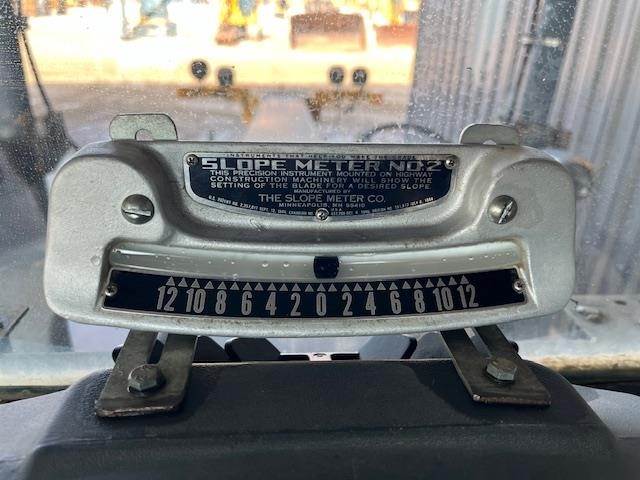 SLOPE METER NO.2
THIS PRECISION INSTRUMENT MOUNTED ON HIGHWAY
CONSTRUCTION MACHINERY WILL SHOW THE
SETTING OF THE BLADE FOR A DESIRED SLOPE.
MANUFACTURED BY
THE SLOPE METER CO.
MINNEAPOLIS, MN 55410
U.S.A.
12 10 8 6 4 2 0 2 4 6 8 10 12